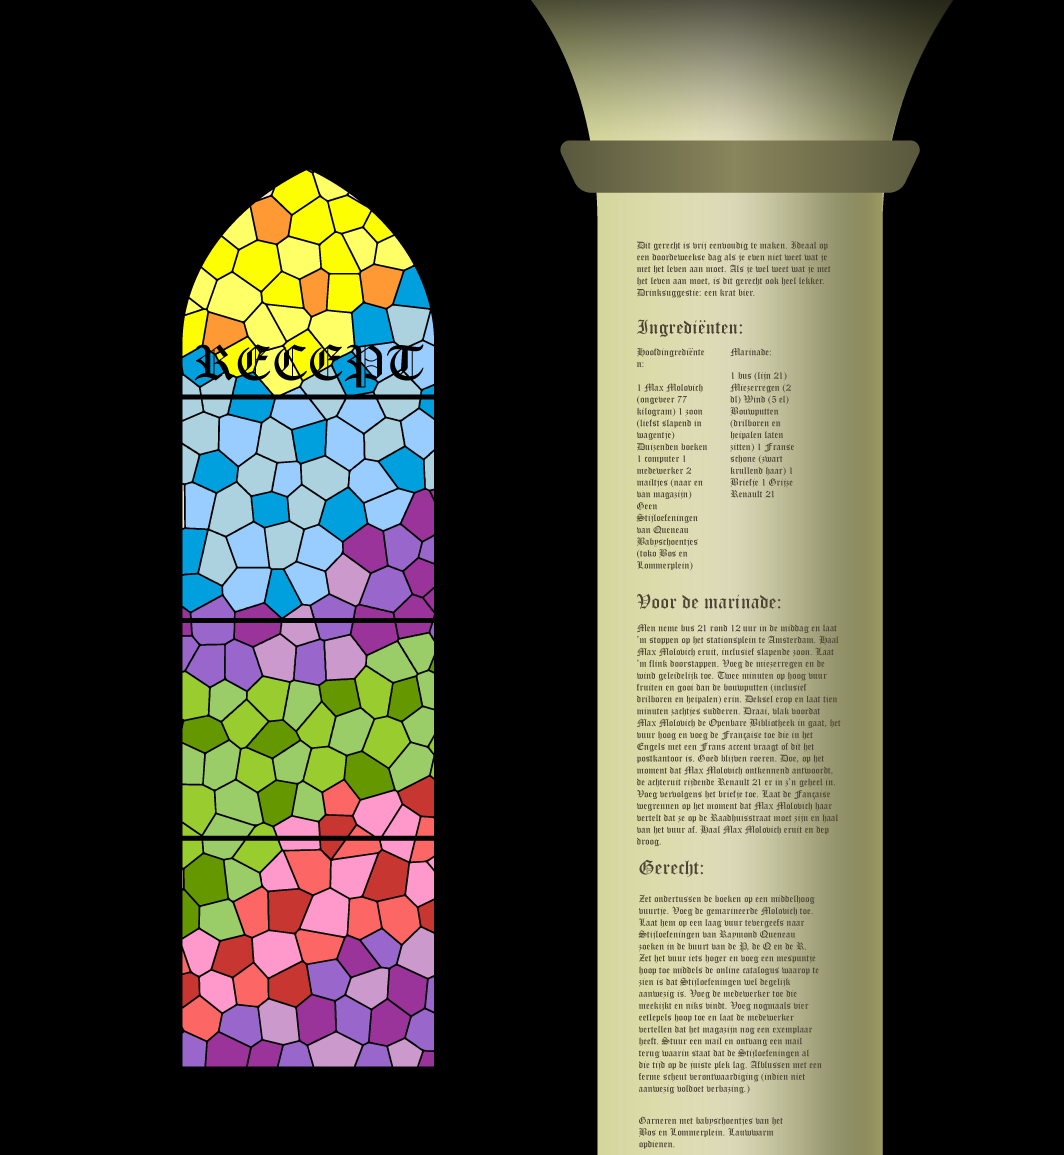 RECEPT
Dit gerecht is vrij eenvoudig te maken. Ideaal op
een doordeweekse dag als je even niet weet wat je
met het leven aan moet. Als je wel weet wat je met
het leven aan moet, is dit gerecht ook heel lekker.
Drinksuggestie: een krat bier.
Ingrediënten:
Hoofdingrediënte
n:
1 Max Molovich
(ongeveer 77
kilogram) 1 zoon
(liefst slapend in
wagentje)
Duizenden boeken
1 computer 1
medewerker 2
mailtjes (naar en
van magazijn)
Geen
Stijloefeningen
van Queneau
Babyschoentjes
(toko Bos en
Lommerplein)
Marinade:
1 bus (lijn 21)
Miezerregen (2
dl) Wind (5 el)
Bouwputten
(drilboren en
heipalen laten
zitten) 1 Franse
schone (zwart
krullend haar) 1
Briefje 1 Grijze
Renault 21
Voor de marinade:
Men neme bus 21 rond 12 uur in de middag en laat
'm stoppen op het stationsplein te Amsterdam. Haal
Max Molovich eruit, inclusief slapende zoon. Laat
'm flink doorstappen. Voeg de miezerregen en de
wind geleidelijk toe. Twee minuten op hoog vuur
fruiten en gooi dan de bouwputten (inclusief
drilboren en heipalen) erin. Deksel erop en laat tien
minuten zachtjes sudderen. Draai, vlak voordat
Max Molovich de Openbare Bibliotheek in gaat, het
vuur hoog en voeg de Française toe die in het
Engels met een Frans accent vraagt of dit het
postkantoor is. Goed blijven roeren. Doe, op het
moment dat Max Molovich ontkennend antwoordt,
de achteruit rijdende Renault 21 er in z'n geheel in.
Voeg vervolgens het briefje toe. Laat de Fançaise
wegrennen op het moment dat Max Molovich haar
vertelt dat ze op de Raadhuisstraat moet zijn en haal
van het vuur af. Haal Max Molovich eruit en dep
droog.
Gerecht:
Zet ondertussen de boeken op een middelhoog
vuurtje. Voeg de gemarineerde Molovich toe.
Laat hem op een laag vuur tevergeefs naar
Stijloefeningen van Raymond Queneau
zoeken in de buurt van de P, de Q en de R.
Zet het vuur iets hoger en voeg een mespuntje
hoop toe middels de online catalogus waarop te
zien is dat Stijloefeningen wel degelijk
aanwezig is. Voeg de medewerker toe die
meekijkt en niks vindt. Voeg nogmaals vier
eetlepels hoop toe en laat de medewerker
vertellen dat het magazijn nog een exemplaar
heeft. Stuur een mail en ontvang een mail
terug waarin staat dat de Stijloefeningen al
die tijd op de juiste plek lag. Afblussen met een
ferme scheut verontwaardiging (indien niet
aanwezig voldoet verbazing.)
Garneren met babyschoentjes van het
Bos en Lommerplein. Lauwwarm
opdienen.